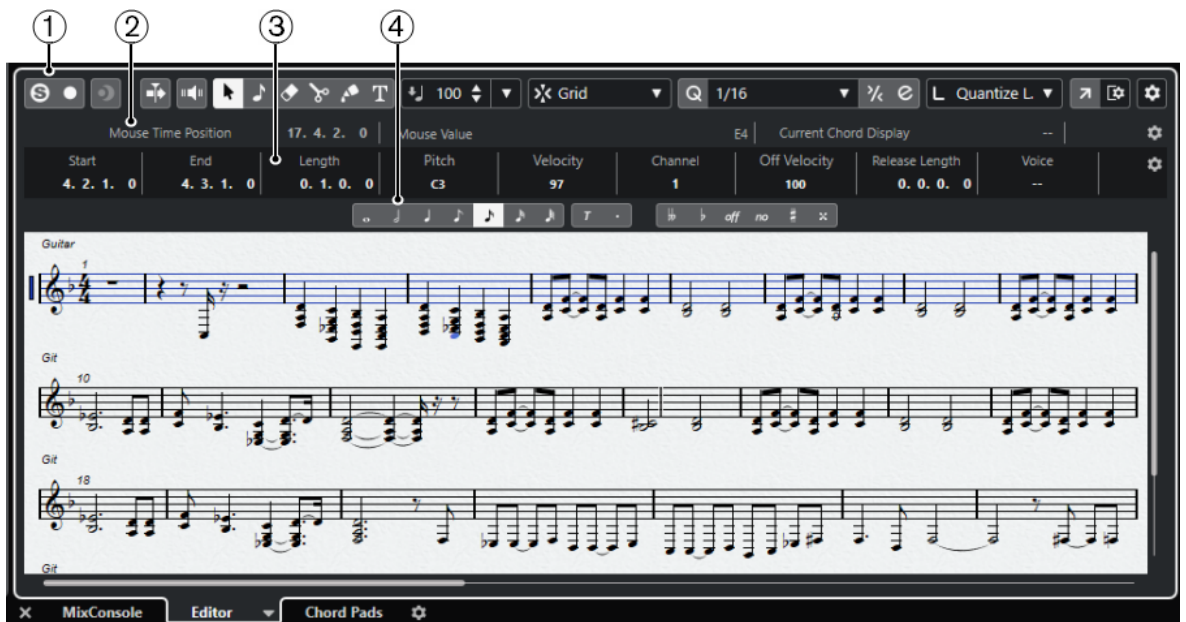 ① ② ③ ④
S T 100 Grid Q 1/16 e L Quantize L.
Mouse Time Position 17. 4. 2. 0 Mouse Value E4 Current Chord Display --
Start End Length Pitch Velocity Channel Off Velocity Release Length Voice
4. 2. 1. 0 4. 3. 1. 0 0. 1. 0. 0 C3 97 1 100 0. 0. 0. 0 --
T . off no
Guitar
1
4
4
Git
10
Git
18
Git
MixConsole Editor Chord Pads